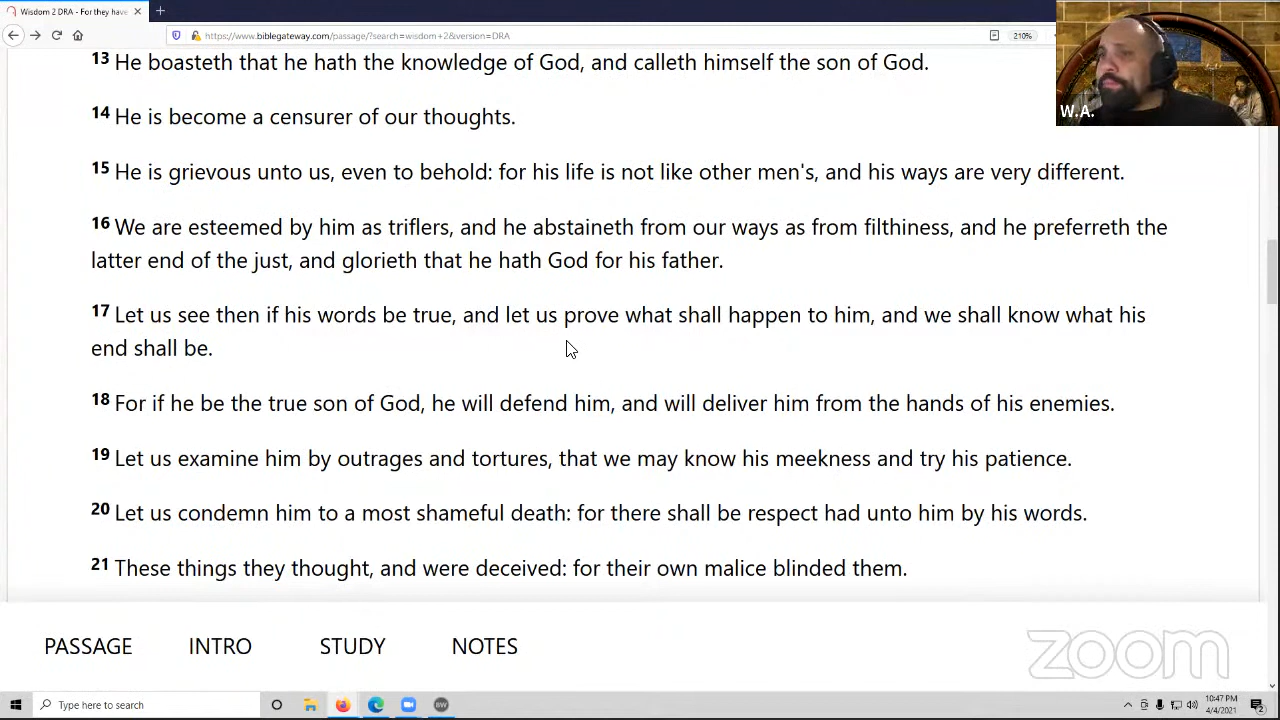 Wisdom 2 DRA - For they have
https://www.biblegateway.com/passage/?search=wisdom+2&version=DRA
210%
13 He boasteth that he hath the knowledge of God, and calleth himself the son of God.
W.A.
14 He is become a censurer of our thoughts.
15 He is grievous unto us, even to behold: for his life is not like other men's, and his ways are very different.
16 We are esteemed by him as triflers, and he abstaineth from our ways as from filthiness, and he preferreth the
latter end of the just, and glorieth that he hath God for his father.
17 Let us see then if his words be true, and let us prove what shall happen to him, and we shall know what his
end shall be.
18 For if he be the true son of God, he will defend him, and will deliver him from the hands of his enemies.
19 Let us examine him by outrages and tortures, that we may know his meekness and try his patience.
20 Let us condemn him to a most shameful death: for there shall be respect had unto him by his words.
21 These things they thought, and were deceived: for their own malice blinded them.
PASSAGE INTRO STUDY NOTES
zoom
Type here to search
BW
10:47 PM
4/4/2021
2